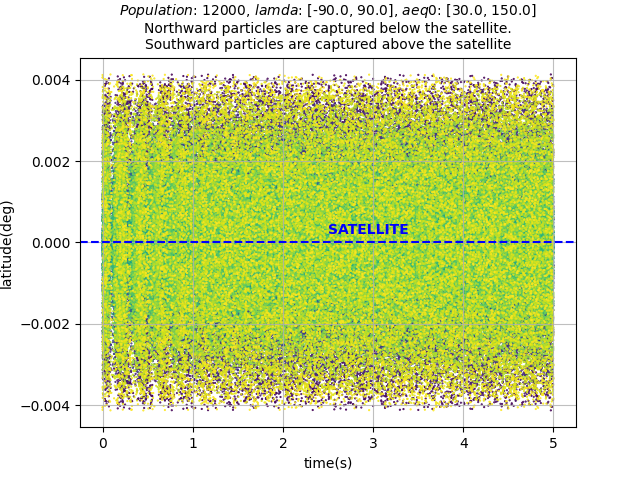 Population: 12000, lamda: [-90.0, 90.0], aeq0: [30.0, 150.0]
Northward particles are captured below the satellite.
Southward particles are captured above the satellite
0.004
0.002
0.000
−0.002
−0.004
latitude(deg)
SATELLITE
0 1 2 3 4 5
time(s)